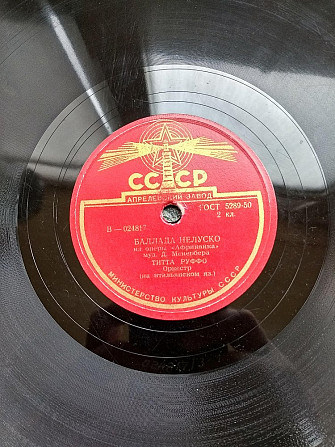 СССР
АПРЕЛЕВСКИЙ ЗАВОД
ГОСТ 5289-50
2 кл.
В — 024817
БАЛЛАДА НЕЛУСКО
из оперы «Африканка»
муз. Д. Мейербера
ТИТТА РУФФО
Оркестр
(на итальянском яз.)
МИНИСТЕРСТВО КУЛЬТУРЫ СССР